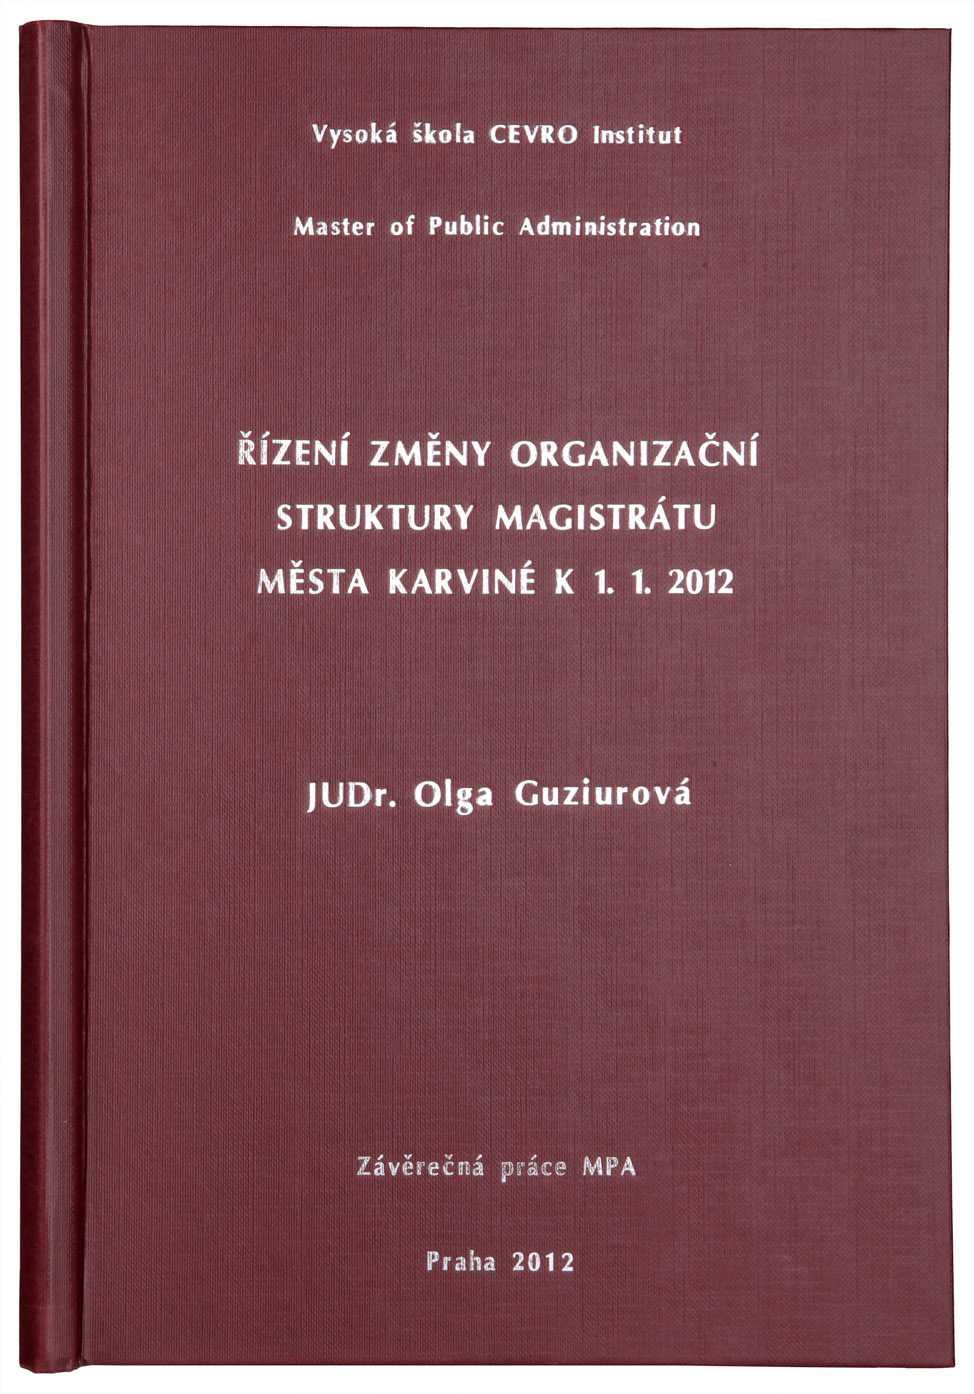 Vysoká škola CEVRO Institut
Master of Public Administration
ŘÍZENÍ ZMĚNY ORGANIZAČNÍ
STRUKTURY MAGISTRÁTU
MĚSTA KARVINÉ K 1. 1. 2012
JUDr. Olga Guziurová
Závěrečná práce MPA
Praha 2012